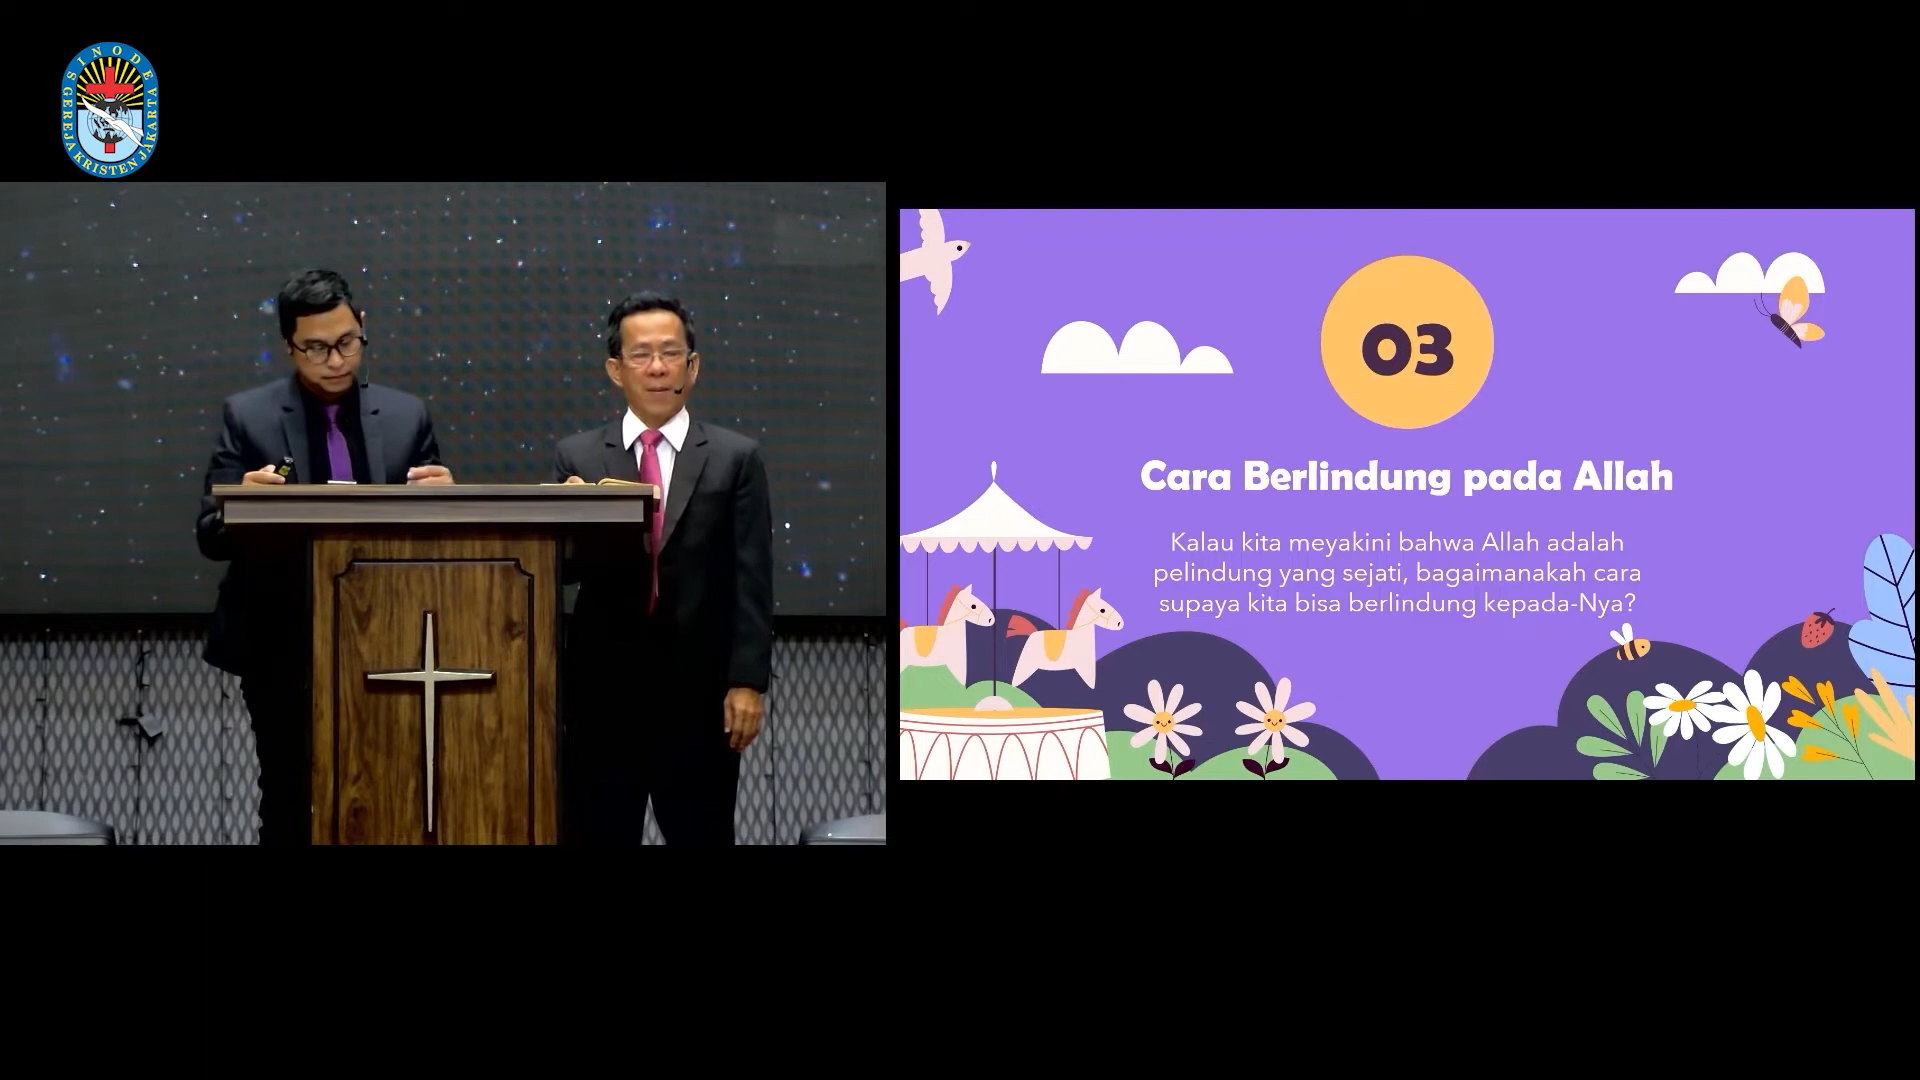 SINODE
GEREJA KRISTEN JAKARTA
03
Cara Berlindung pada Allah
Kalau kita meyakini bahwa Allah adalah
pelindung yang sejati, bagaimanakah cara
supaya kita bisa berlindung kepada-Nya?